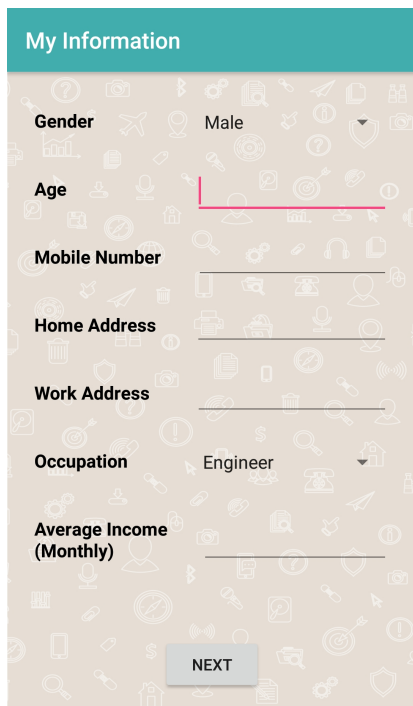 My Information
Gender Male
Age
Mobile Number
Home Address
Work Address
Occupation Engineer
Average Income
(Monthly)
NEXT